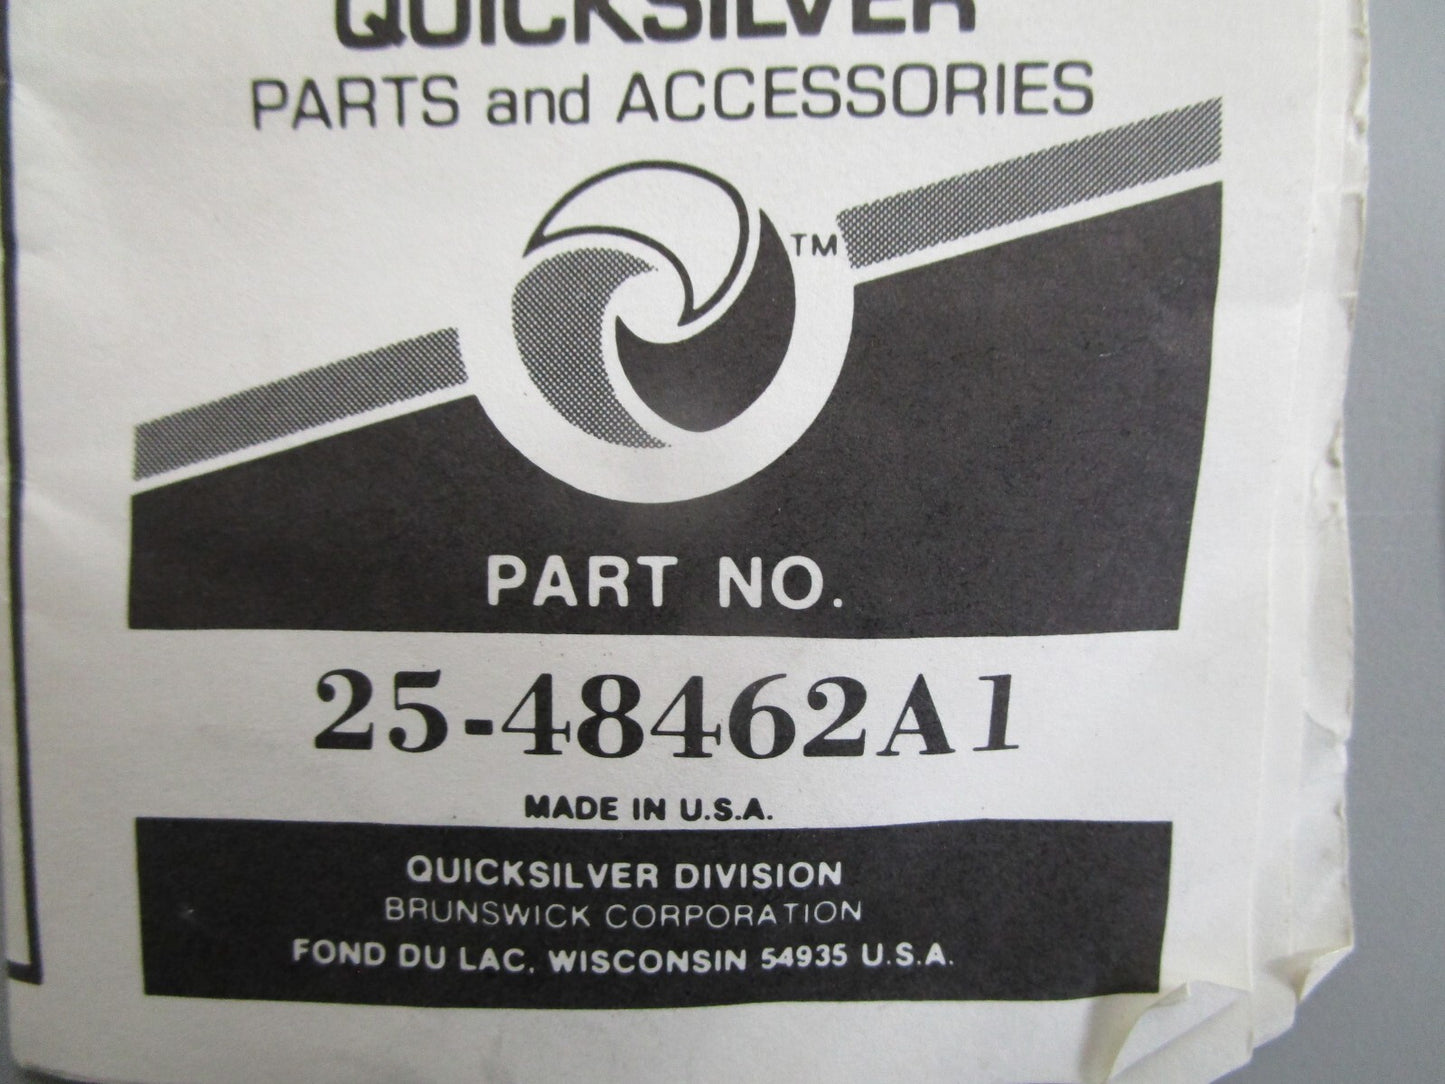 QUICKSILVER
PARTS and ACCESSORIES
TM
PART NO.
25-48462A1
MADE IN U.S.A.
QUICKSILVER DIVISION
BRUNSWICK CORPORATION
FOND DU LAC, WISCONSIN 54935 U.S.A.